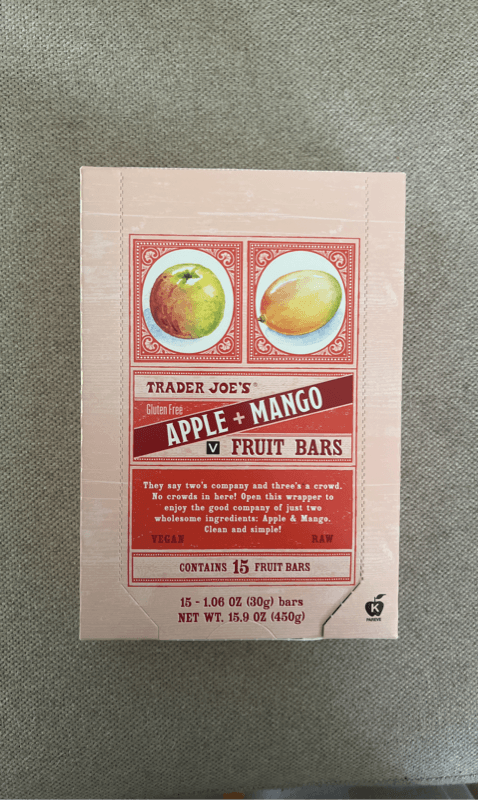 TRADER JOE'S®
Gluten Free
APPLE + MANGO
V FRUIT BARS
They say two's company and three's a crowd.
No crowds in here! Open this wrapper to
enjoy the good company of just two
wholesome ingredients: Apple & Mango.
Clean and simple!
VEGAN RAW
CONTAINS 15 FRUIT BARS
15 - 1.06 OZ (30g) bars
NET WT. 15.9 OZ (450g)
K
PAREVE